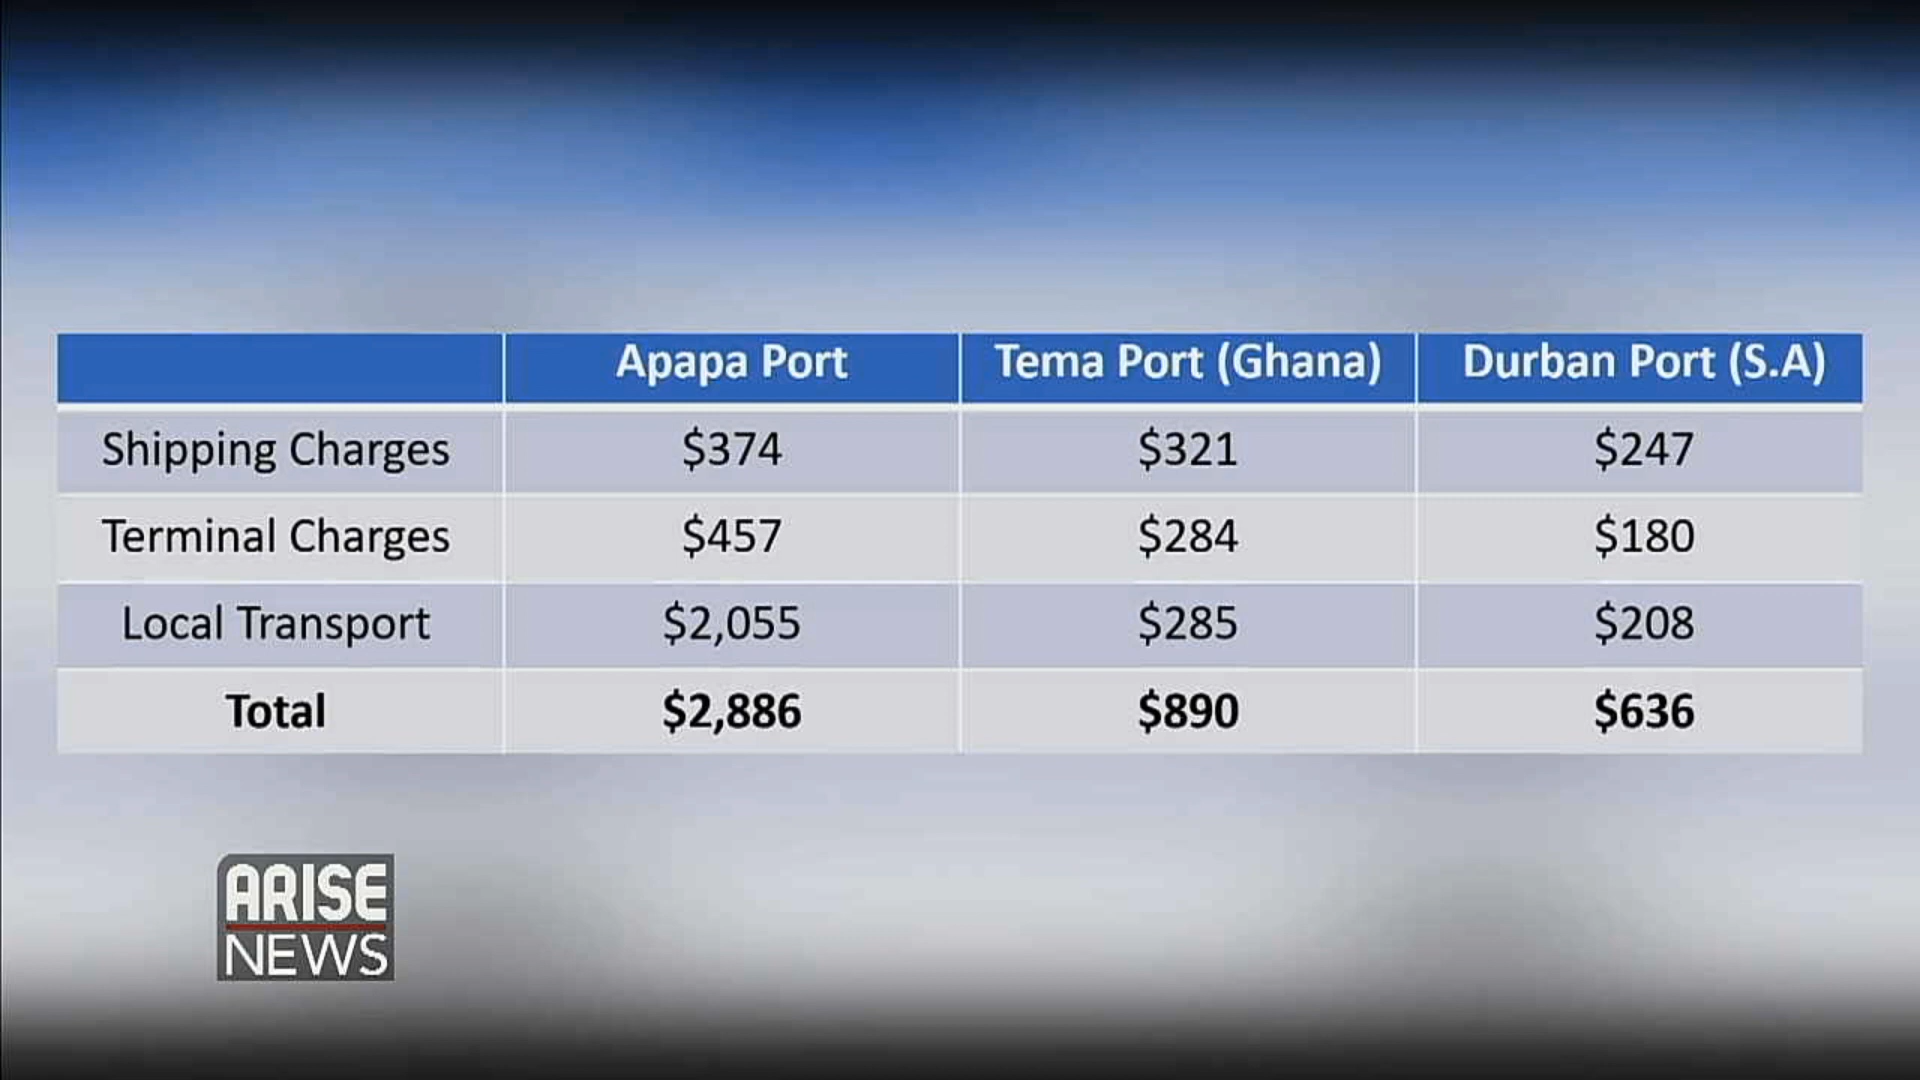 Apapa Port Tema Port (Ghana) Durban Port (S.A)
Shipping Charges $374 $321 $247
Terminal Charges $457 $284 $180
Local Transport $2,055 $285 $208
Total $2,886 $890 $636
ARISE
NEWS